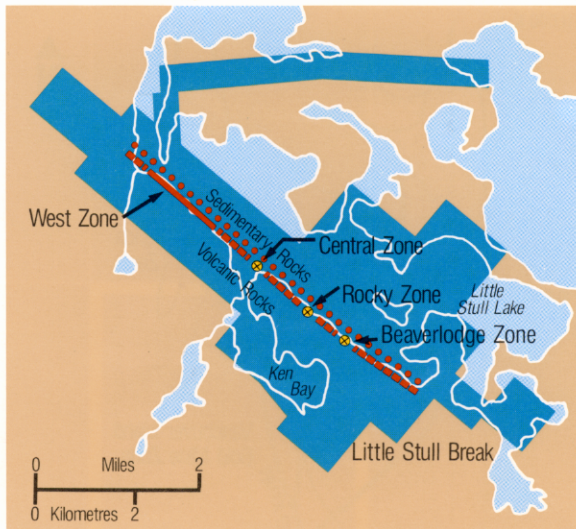 Sedimentary Rocks
West Zone
Central Zone
Volcanic Rocks
Rocky Zone
Little
Stull Lake
Beaverlodge Zone
Ken
Bay
Little Stull Break
0 Miles 2
0 Kilometres 2